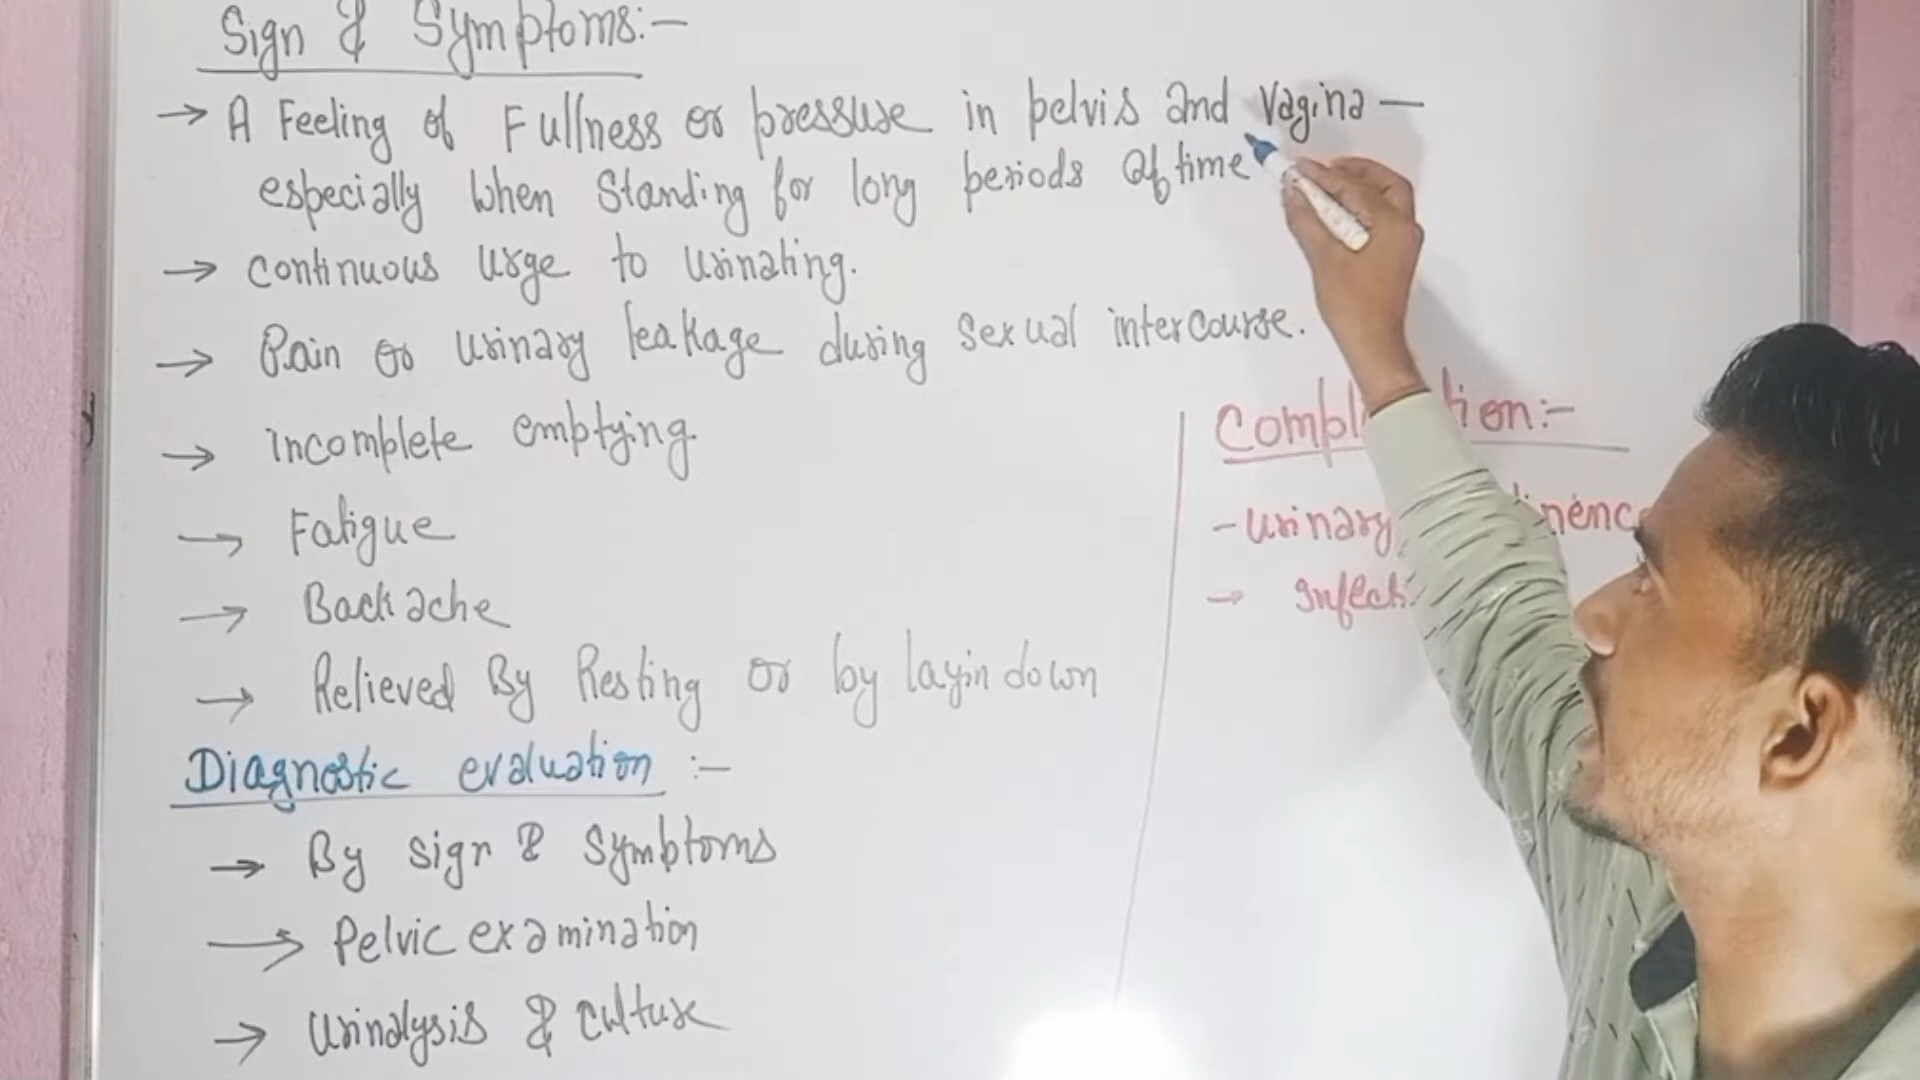 Sign & Symptoms:-
→ A Feeling of Fullness or pressure in pelvis and vagina —
especially when Standing for long periods of time
→ continuous urge to urinating.
→ Pain or urinary leakage during sexual intercourse.
→ incomplete emptying
→ Fatigue
→ Backache
→ Relieved By Resting or by layin down
Diagnostic evaluation :-
→ By sign & symptoms
→ Pelvic examination
→ Urinalysis & culture
- urinary